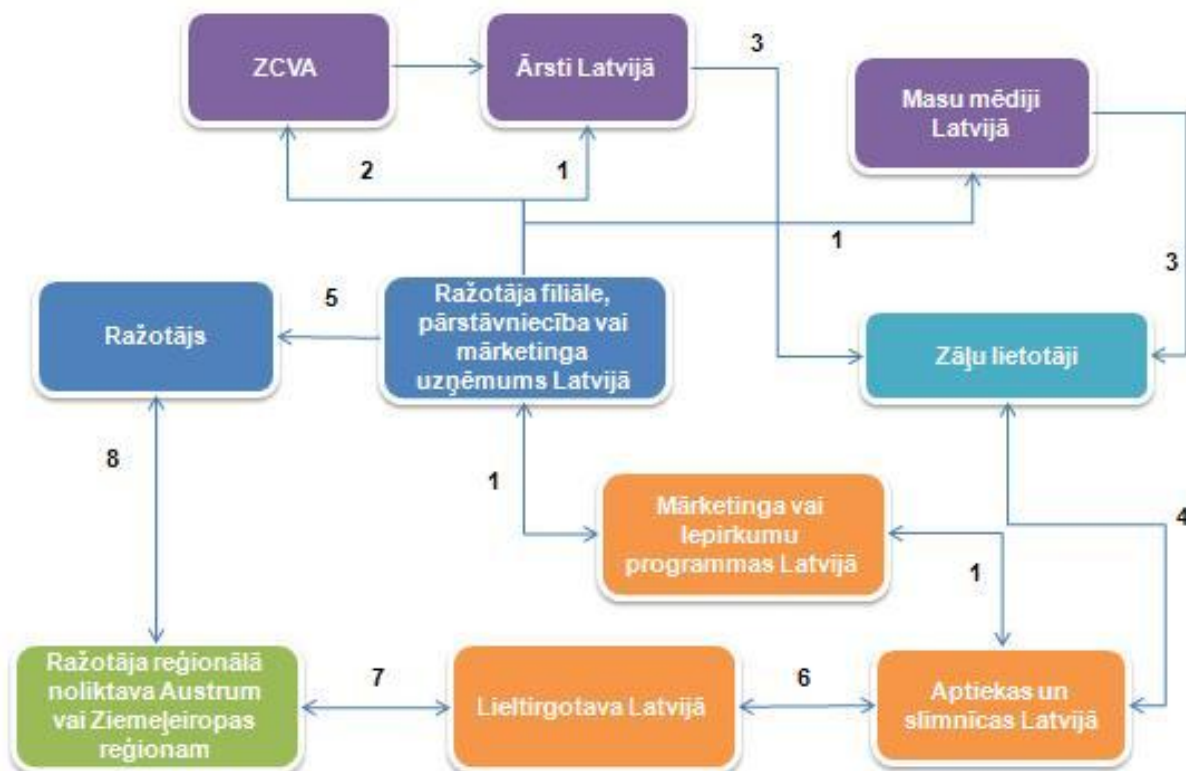 ZCVA
Ārsti Latvijā
3
Masu mēdiji
Latvijā
2
1
1
3
5
Ražotājs
Ražotāja filiāle,
pārstāvniecība vai
mārketinga
uzņēmums Latvijā
Zāļu lietotāji
8
1
Mārketinga vai
Iepirkumu
programmas Latvijā
4
1
Ražotāja reģionālā
noliktava Austrum
vai Ziemeļeiropas
reģionam
7
Lieltirgotava Latvijā
6
Aptiekas un
slimnīcas Latvijā